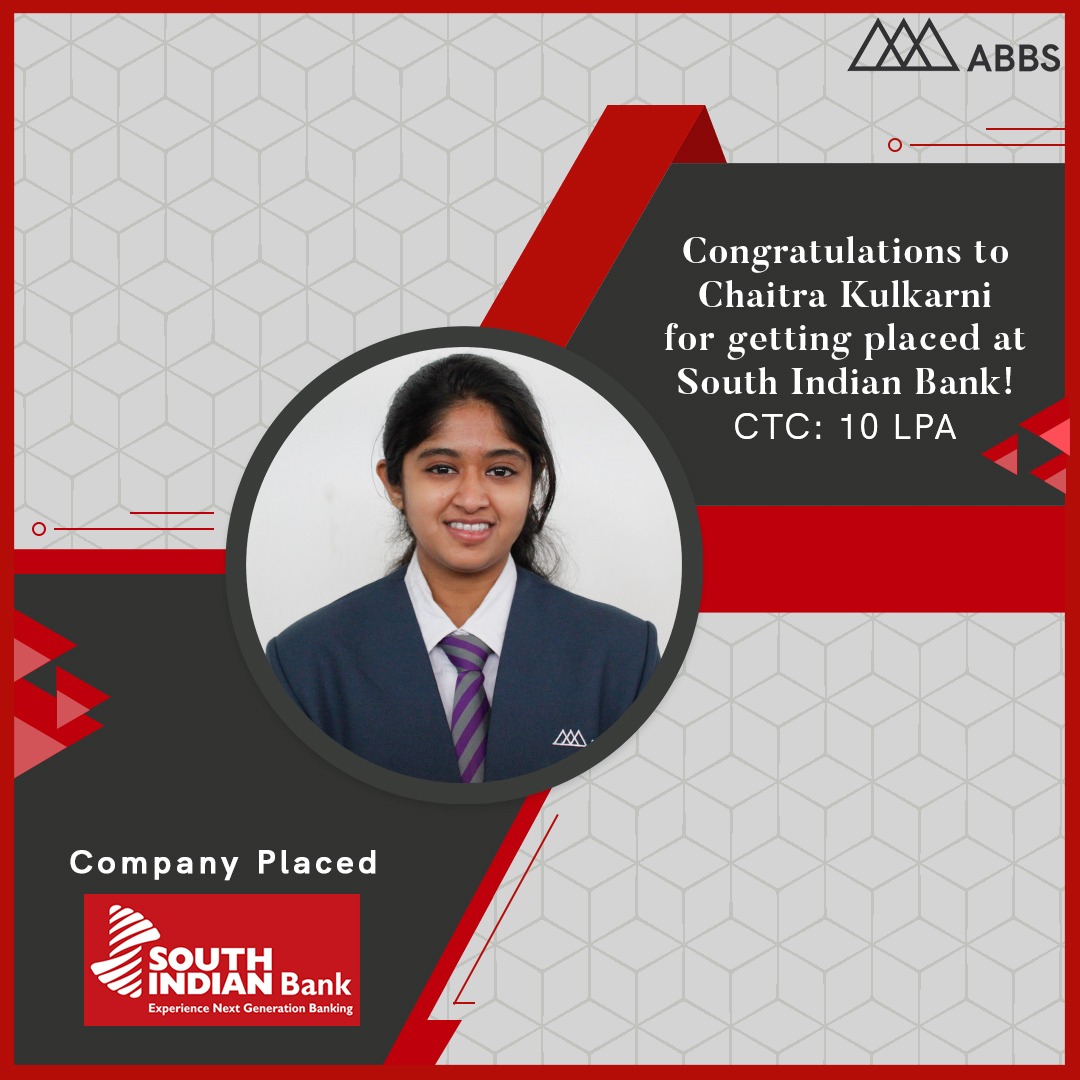 ABBS
Congratulations to
Chaitra Kulkarni
for getting placed at
South Indian Bank!
CTC: 10 LPA
Company Placed
SOUTH
INDIAN Bank
Experience Next Generation Banking